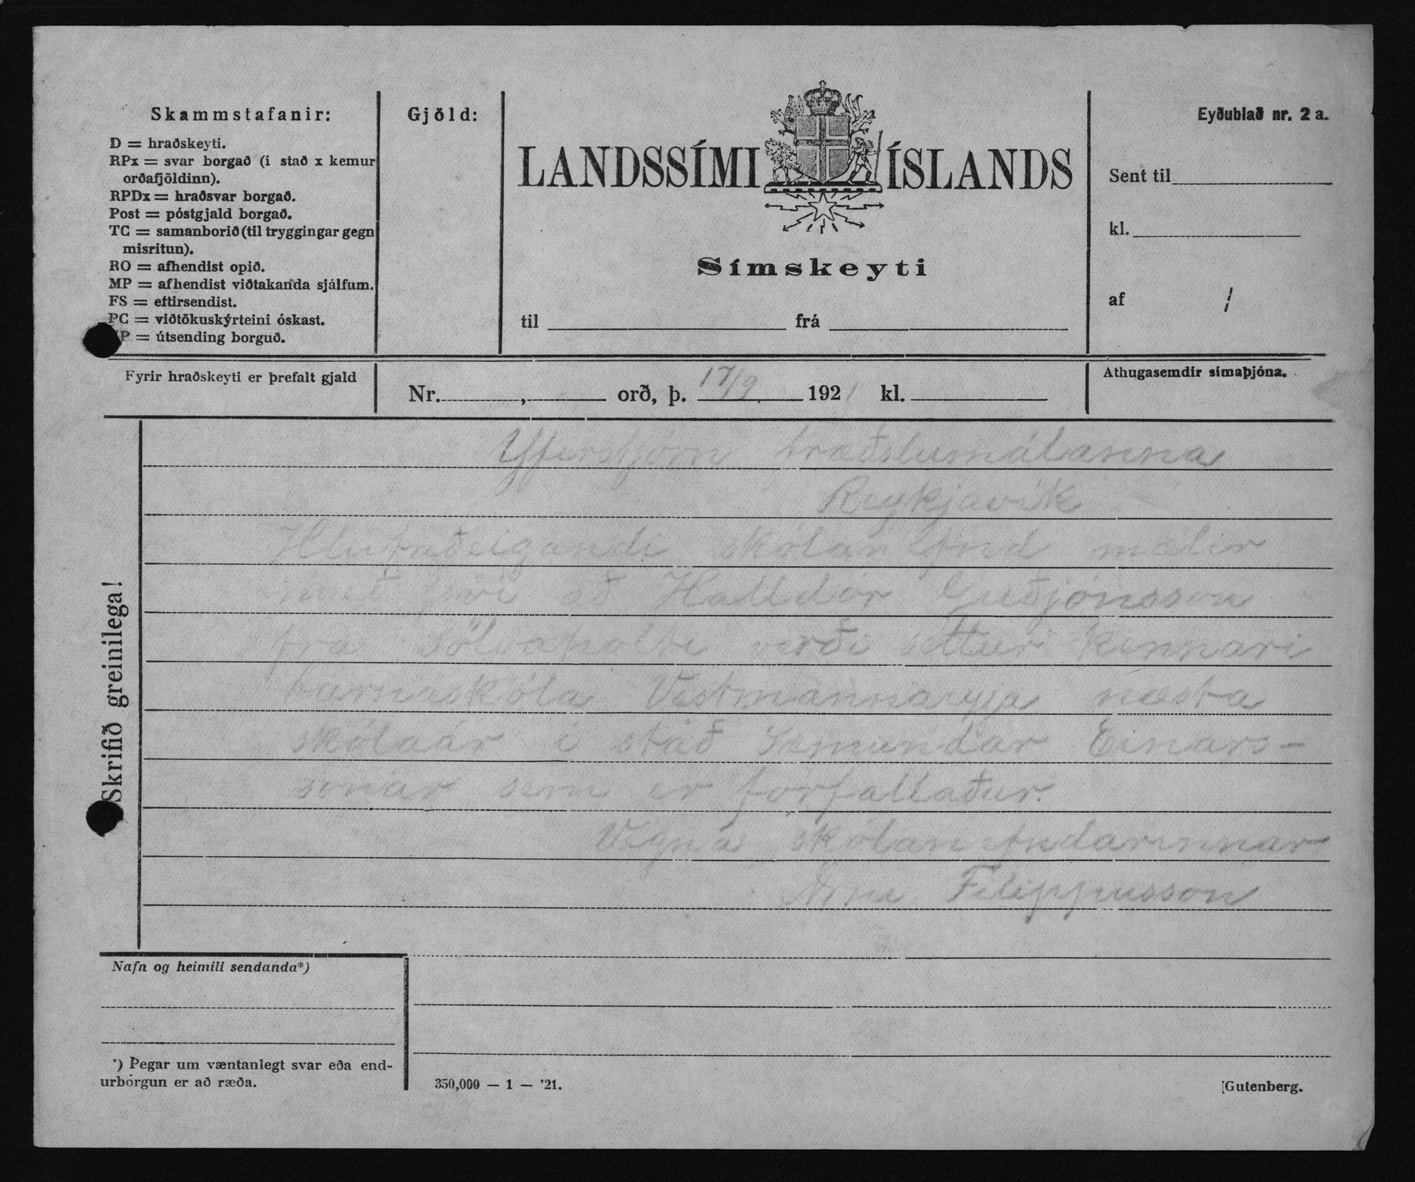 Skammstafanir:
D = hraðskeyti.
RPx = svar borgað (í stað x kemur
orðafjöldinn).
RPDx = hraðsvar borgað.
Post = póstgjald borgað.
TC = samanborið (til tryggingar gegn
misritun).
RO = afhendist opið.
MP = afhendist viðtakanda sjálfum.
FS = eftirsendist.
PC = viðtökuskýrteini óskast.
XP = útsending borguð.
Fyrir hraðskeyti er þrefalt gjald
Gjöld:
LANDSSÍMI ÍSLANDS
Símskeyti
til frá
Eyðublað nr. 2 a.
Sent til
kl.
af /
Athugasemdir símaþjóna.
Nr. , orð, þ. 17/9 1921 kl.
Skrifið greinilega!
Yfirstjórn fræðslumálanna
Reykjavík
Hlutaðeigandi skólanefnd mælir
með því að Halldór Guðjónsson
frá Sölvaholti verði settur kennari
barnaskóla Vestmannaeyja næsta
skólaár í stað Sæmundar Einars-
sonar sem er forfallaður.
Vegna skólanefndarinnar
Árni Filippusson
Nafn og heimili sendanda*)
*) Þegar um væntanlegt svar eða end-
urborgun er að ræða.
350,000 — 1 — '21.
Gutenberg.